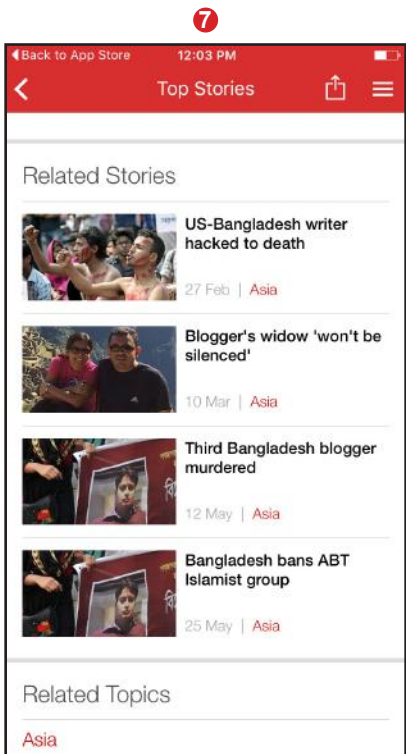 7
Back to App Store 12:03 PM
Top Stories
Related Stories
US-Bangladesh writer
hacked to death
27 Feb | Asia
Blogger's widow 'won't be
silenced'
10 Mar | Asia
Third Bangladesh blogger
murdered
12 May | Asia
Bangladesh bans ABT
Islamist group
25 May | Asia
Related Topics
Asia